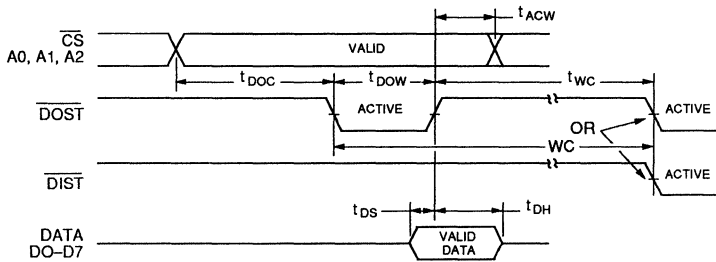 t ACW
CS
A0, A1, A2
VALID
t DOC
t DOW
t WC
DOST
ACTIVE
ACTIVE
OR
WC
DIST
ACTIVE
t DS
t DH
DATA
DO–D7
VALID
DATA